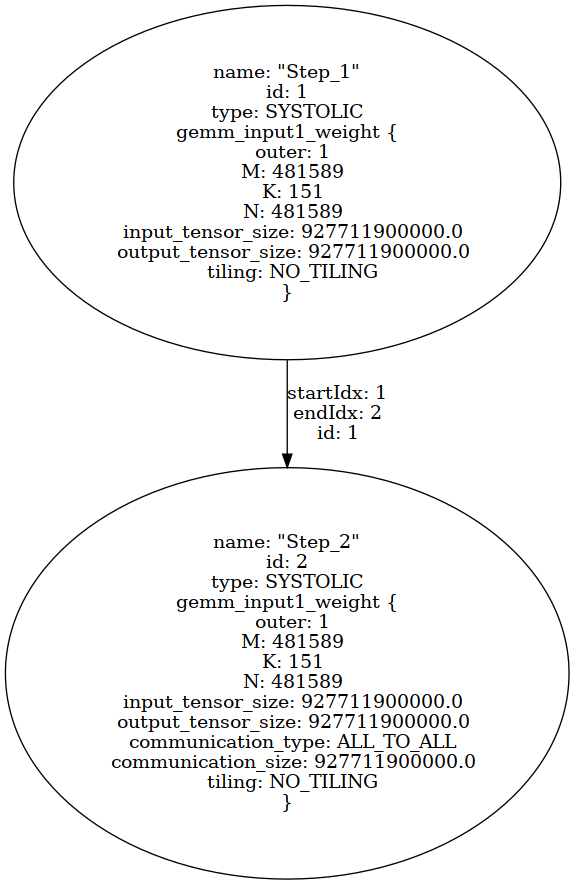 name: "Step_1"
id: 1
type: SYSTOLIC
gemm_input1_weight {
outer: 1
M: 481589
K: 151
N: 481589
input_tensor_size: 927711900000.0
output_tensor_size: 927711900000.0
tiling: NO_TILING
}
startIdx: 1
endIdx: 2
id: 1
name: "Step_2"
id: 2
type: SYSTOLIC
gemm_input1_weight {
outer: 1
M: 481589
K: 151
N: 481589
input_tensor_size: 927711900000.0
output_tensor_size: 927711900000.0
communication_type: ALL_TO_ALL
communication_size: 927711900000.0
tiling: NO_TILING
}